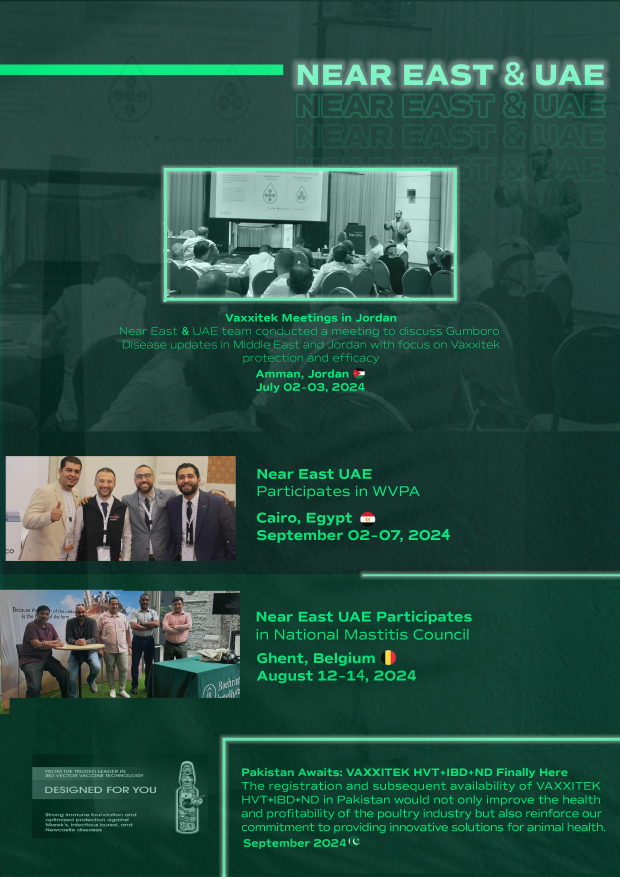 NEAR EAST & UAE
NEAR EAST & UAE
NEAR EAST & UAE
NEAR EAST & UAE
Vaxxitek Meetings in Jordan
Near East & UAE team conducted a meeting to discuss Gumboro
Disease updates in Middle East and Jordan with focus on Vaxxitek
protection and efficacy
Amman, Jordan
July 02-03, 2024
Near East UAE
Participates in WVPA
Cairo, Egypt
September 02-07, 2024
Near East UAE Participates
in National Mastitis Council
Ghent, Belgium
August 12-14, 2024
FROM THE TRUSTED LEADER IN
IBD VECTOR VACCINE TECHNOLOGY
DESIGNED FOR YOU
Strong immune foundation and
optimized protection against
Marek's, infectious bursal, and
Newcastle diseases
Pakistan Awaits: VAXXITEK HVT+IBD+ND Finally Here
The registration and subsequent availability of VAXXITEK
HVT+IBD+ND in Pakistan would not only improve the health
and profitability of the poultry industry but also reinforce our
commitment to providing innovative solutions for animal health.
September 2024